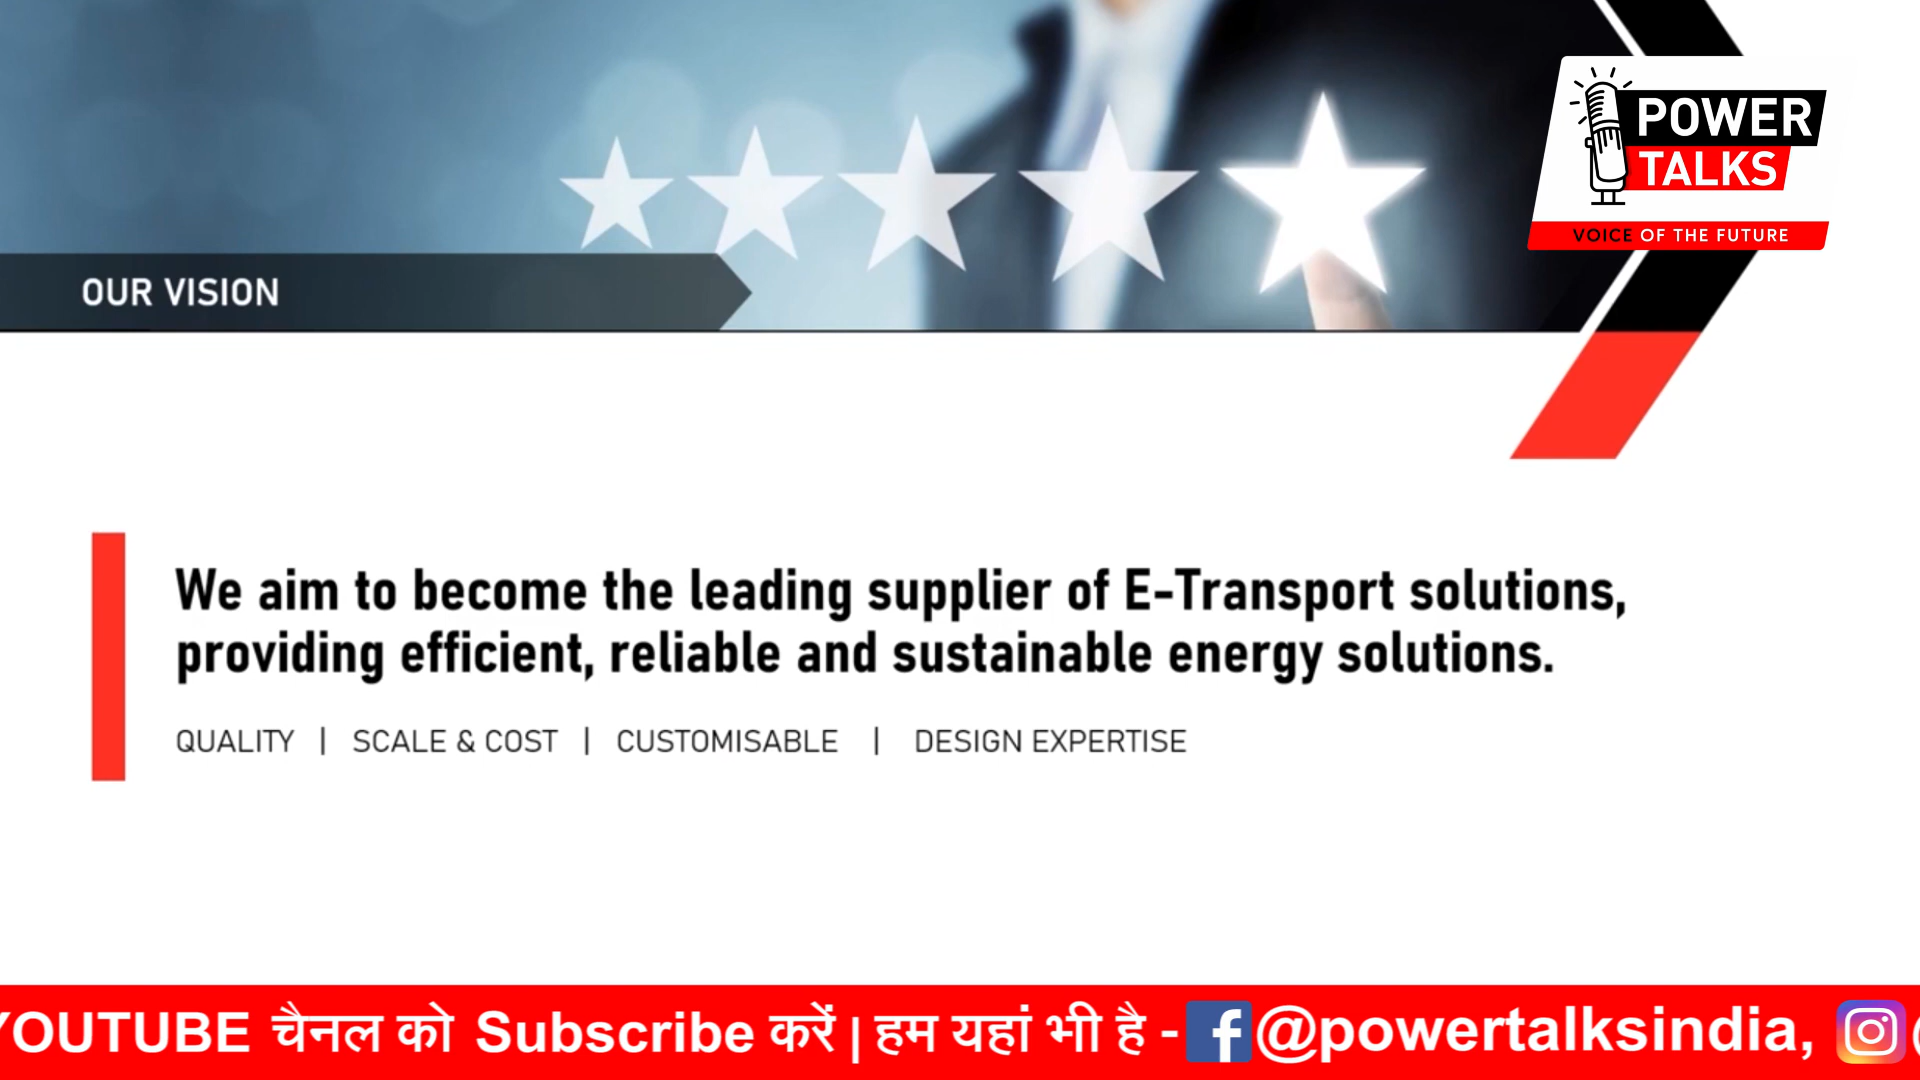 POWER
TALKS
VOICE OF THE FUTURE
OUR VISION
We aim to become the leading supplier of E-Transport solutions,
providing efficient, reliable and sustainable energy solutions.
QUALITY | SCALE & COST | CUSTOMISABLE | DESIGN EXPERTISE
YOUTUBE चैनल को Subscribe करें | हम यहां भी है - @powertalksindia,